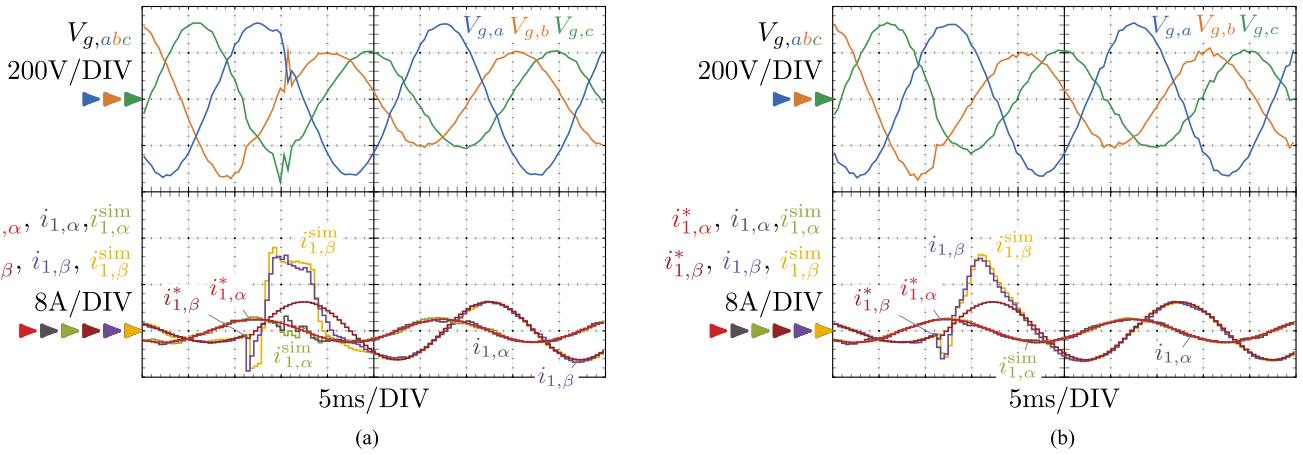 V_{g,abc} V_{g,a} V_{g,b} V_{g,c}
200V/DIV
,α, i_{1,α}, i^{sim}_{1,α}
β, i_{1,β}, i^{sim}_{1,β}
8A/DIV
i^*_{1,β} i^*_{1,α} i^{sim}_{1,β}
i^{sim}_{1,α} i_{1,α}
i_{1,β}
5ms/DIV
(a)
V_{g,abc} V_{g,a} V_{g,b} V_{g,c}
200V/DIV
i^*_{1,α}, i_{1,α}, i^{sim}_{1,α}
i^*_{1,β}, i_{1,β}, i^{sim}_{1,β}
8A/DIV
i_{1,β} i^{sim}_{1,β}
i^*_{1,β} i^*_{1,α}
i^{sim}_{1,α} i_{1,α}
5ms/DIV
(b)